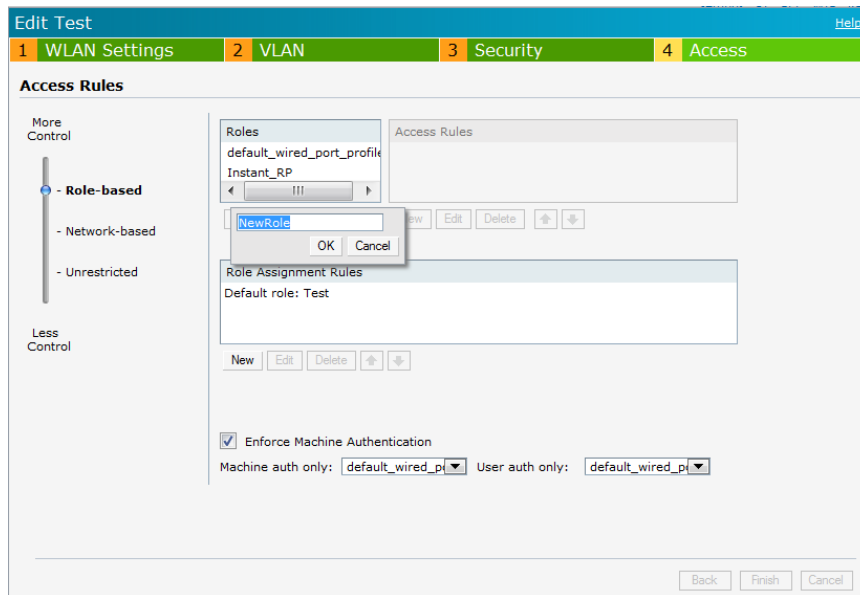 Edit Test
Help
1 WLAN Settings
2 VLAN
3 Security
4 Access
Access Rules
More
Control
- Role-based
- Network-based
- Unrestricted
Less
Control
Roles
default_wired_port_profile
Instant_RP
Access Rules
NewRole
OK Cancel
Edit Delete
Role Assignment Rules
Default role: Test
New Edit Delete
Enforce Machine Authentication
Machine auth only: default_wired_p User auth only: default_wired_p
Back Finish Cancel